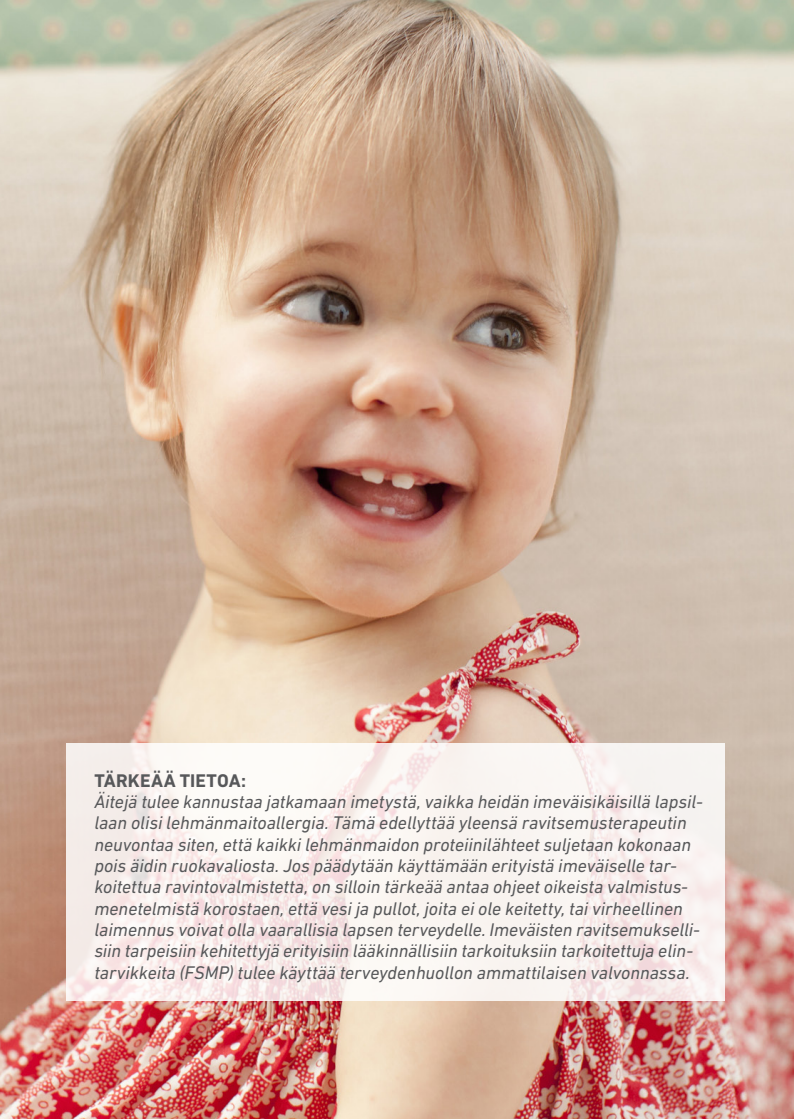 TÄRKEÄÄ TIETOA:
Äitejä tulee kannustaa jatkamaan imetystä, vaikka heidän imeväisikäisillä lapsil-
laan olisi lehmänmaitoallergia. Tämä edellyttää yleensä ravitsemusterapeutin
neuvontaa siten, että kaikki lehmänmaidon proteiinilähteet suljetaan kokonaan
pois äidin ruokavaliosta. Jos päädytään käyttämään erityistä imeväiselle tar-
koitettua ravintovalmistetta, on silloin tärkeää antaa ohjeet oikeista valmistus-
menetelmistä korostaen, että vesi ja pullot, joita ei ole keitetty, tai virheellinen
laimennus voivat olla vaarallisia lapsen terveydelle. Imeväisten ravitsemukselli-
siin tarpeisiin kehitettyjä erityisiin lääkinnällisiin tarkoituksiin tarkoitettuja elin-
tarvikkeita (FSMP) tulee käyttää terveydenhuollon ammattilaisen valvonnassa.